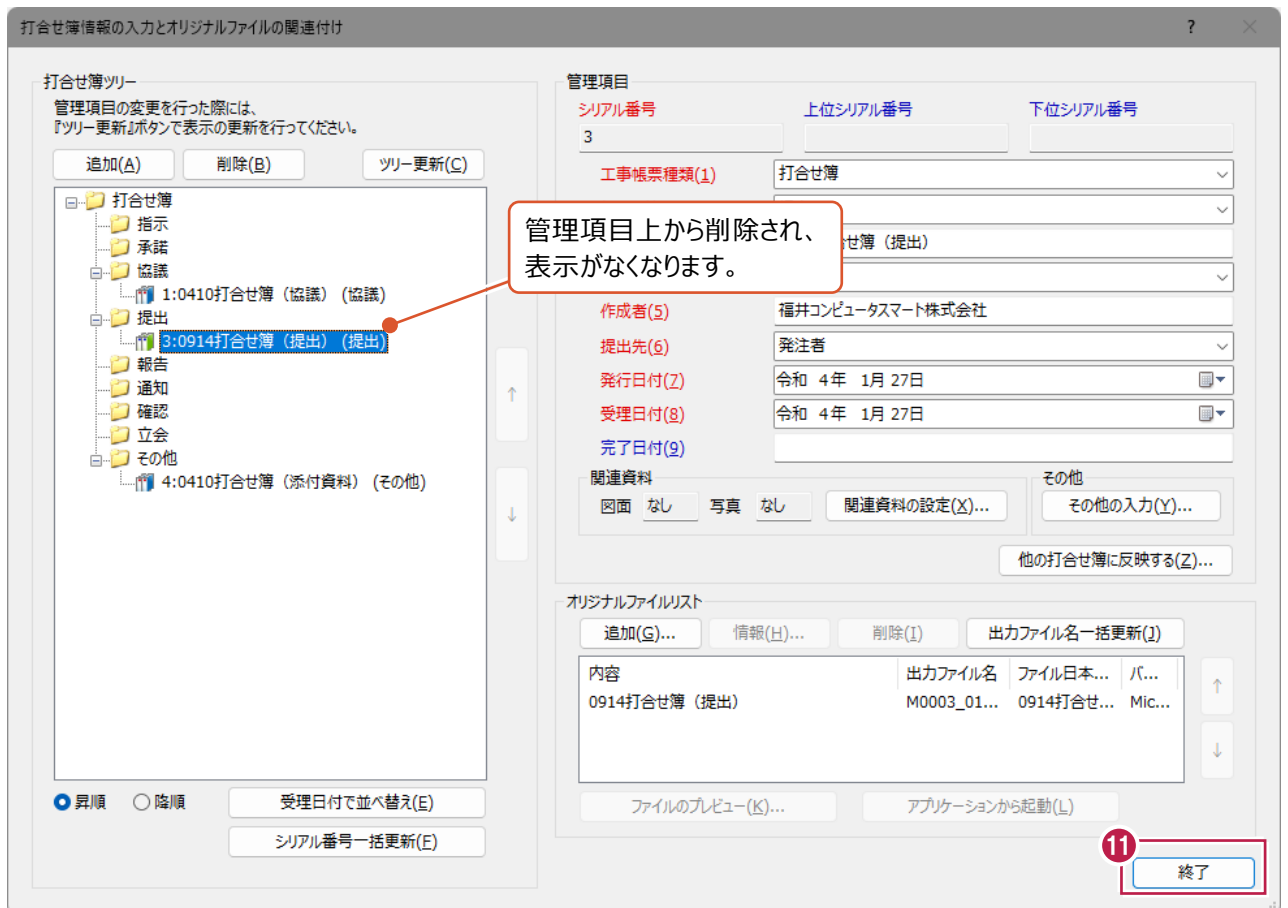 打合せ簿情報の入力とオリジナルファイルの関連付け
?
打合せ簿ツリー
管理項目の変更を行った際には、
『ツリー更新』ボタンで表示の更新を行ってください。
追加(A)
削除(B)
ツリー更新(C)
打合せ簿
指示
承諾
協議
1:0410打合せ簿（協議）(協議)
提出
3:0914打合せ簿（提出）(提出)
報告
通知
確認
立会
その他
4:0410打合せ簿（添付資料）(その他)
↑
↓
昇順
降順
受理日付で並べ替え(E)
シリアル番号一括更新(F)
管理項目上から削除され、
表示がなくなります。
管理項目
シリアル番号
上位シリアル番号
下位シリアル番号
3
工事帳票種類(1)
打合せ簿
せ簿（提出）
作成者(5)
福井コンピュータスマート株式会社
提出先(6)
発注者
発行日付(7)
令和 4年 1月 27日
受理日付(8)
令和 4年 1月 27日
完了日付(9)
関連資料
図面 なし 写真 なし
関連資料の設定(X)...
その他
その他の入力(Y)...
他の打合せ簿に反映する(Z)...
オリジナルファイルリスト
追加(G)...
情報(H)...
削除(I)
出力ファイル名一括更新(J)
内容 出力ファイル名 ファイル日本... バ...
0914打合せ簿（提出） M0003_01... 0914打合せ... Mic...
↑
↓
ファイルのプレビュー(K)...
アプリケーションから起動(L)
11
終了